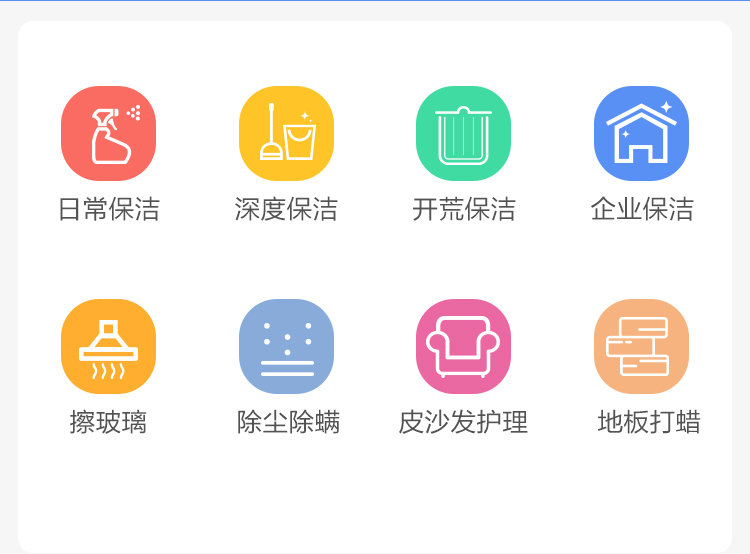 日常保洁
深度保洁
开荒保洁
企业保洁
擦玻璃
除尘除螨
皮沙发护理
地板打蜡